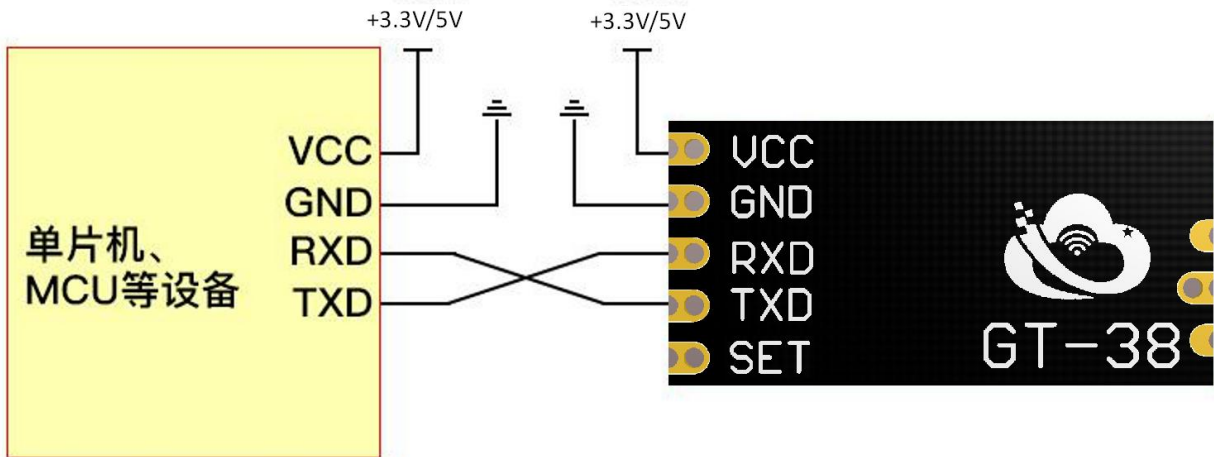 +3.3V/5V
+3.3V/5V
VCC
GND
RXD
TXD
单片机、
MCU等设备
VCC
GND
RXD
TXD
SET
GT-38